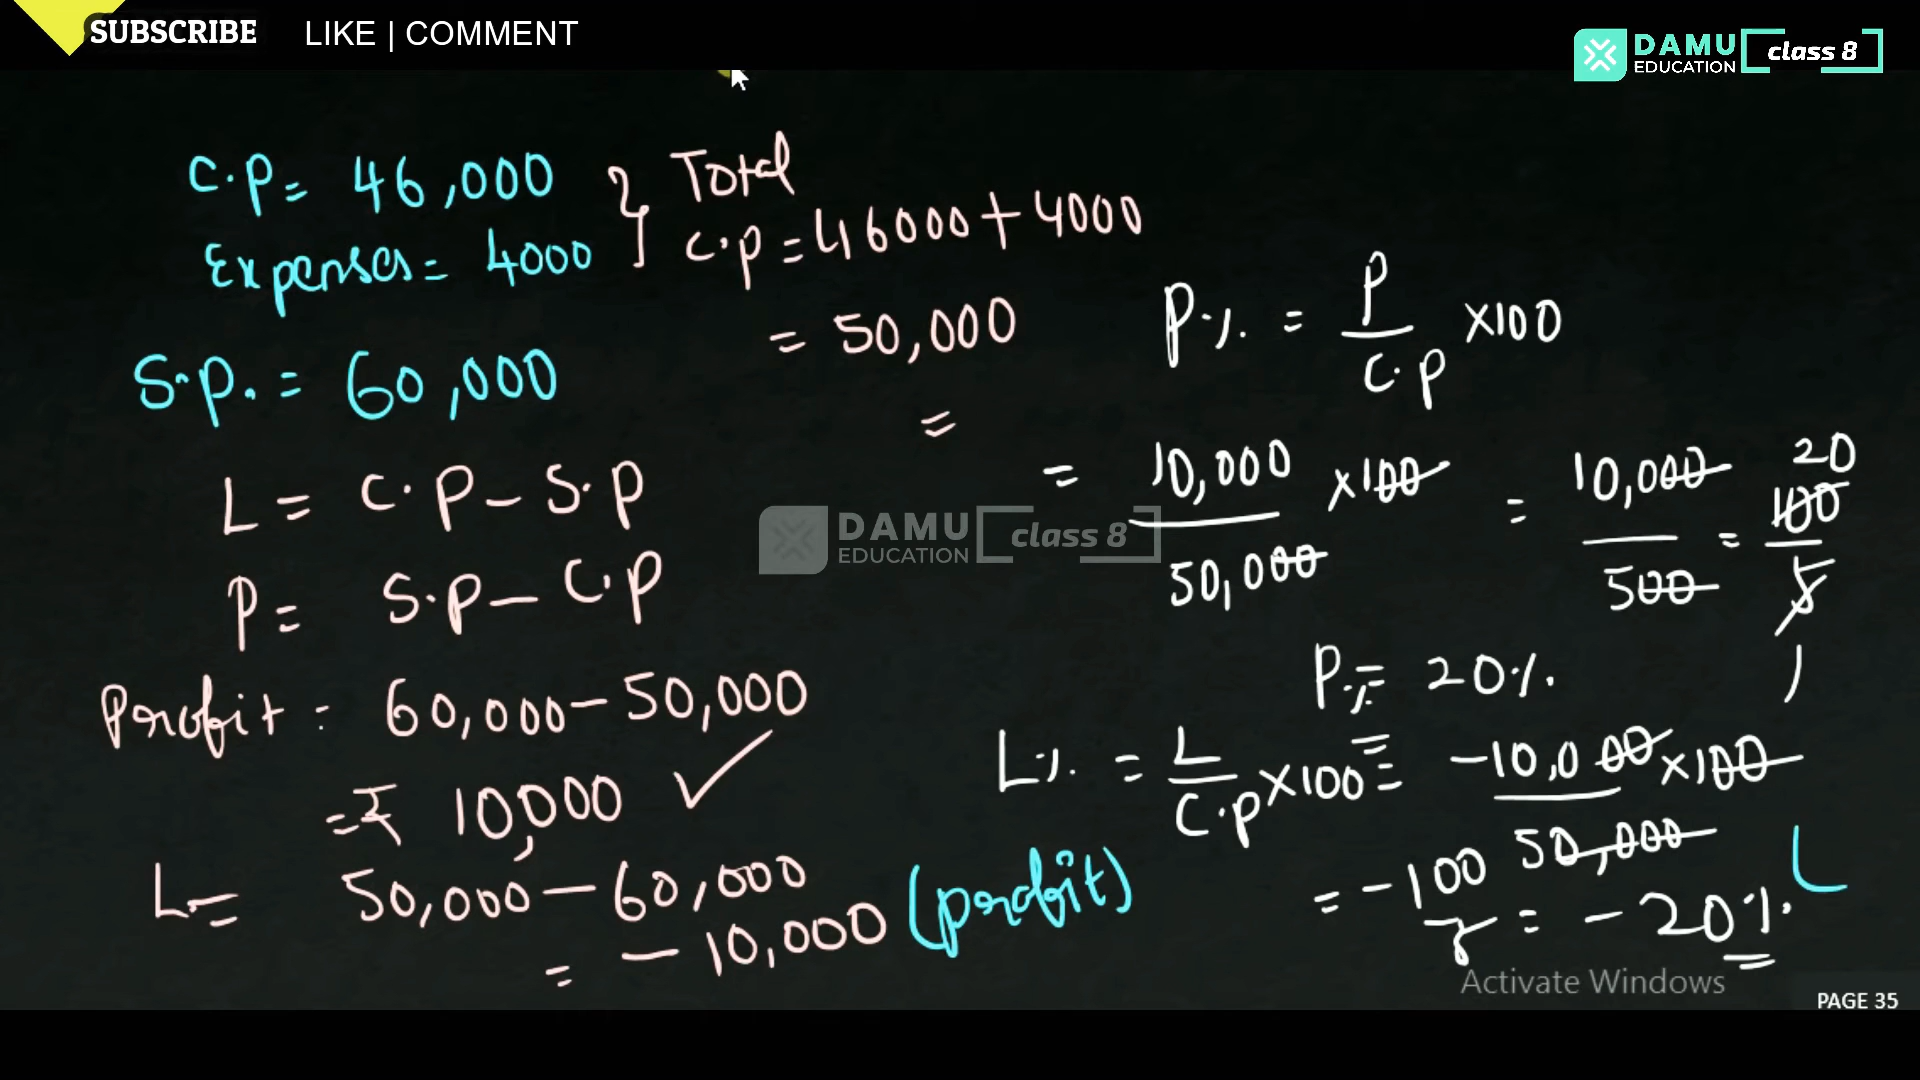 SUBSCRIBE
LIKE | COMMENT
DAMU
EDUCATION
class 8
C.P = 46,000
Expenses = 4000
Total
C.P = 46000 + 4000
= 50,000
=
S.P. = 60,000
L = C.P - S.P
P = S.P - C.P
Profit = 60,000 - 50,000
= ₹ 10,000 ✓
L = 50,000 - 60,000
= - 10,000 (profit)
P% = P/C.P ×100
= 10,000/50,000 ×100 = 10,000/500 = 100/5
20
1
P% = 20%.
L% = L/C.P ×100 = -10,000/50,000 ×100
= -100/5 = -20%.
L
DAMU
EDUCATION
class 8
Activate Windows
PAGE 35